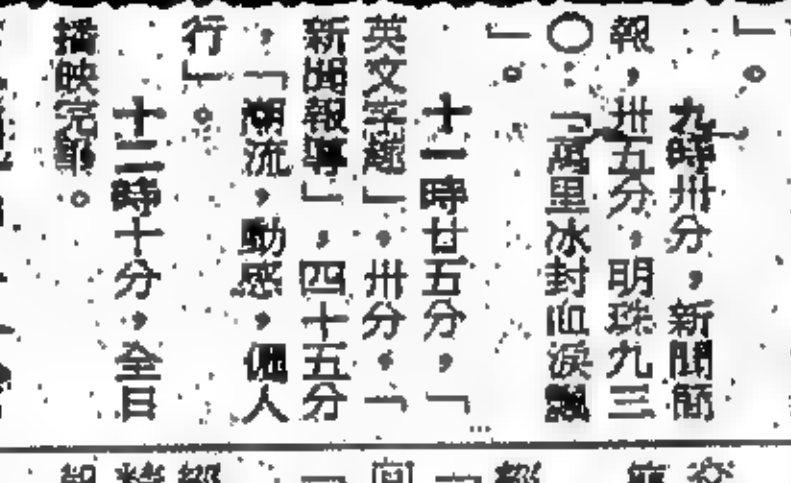 」。
九時卅分，新聞簡
報，卅五分，明珠九三
〇：「萬里冰封血淚飄
」。
十一時廿五分，「
英文字」，卅分，「
新聞報導」，四十五分
，「潮流，動感，個人
行」。
十二時十分，全日
播映完畢。